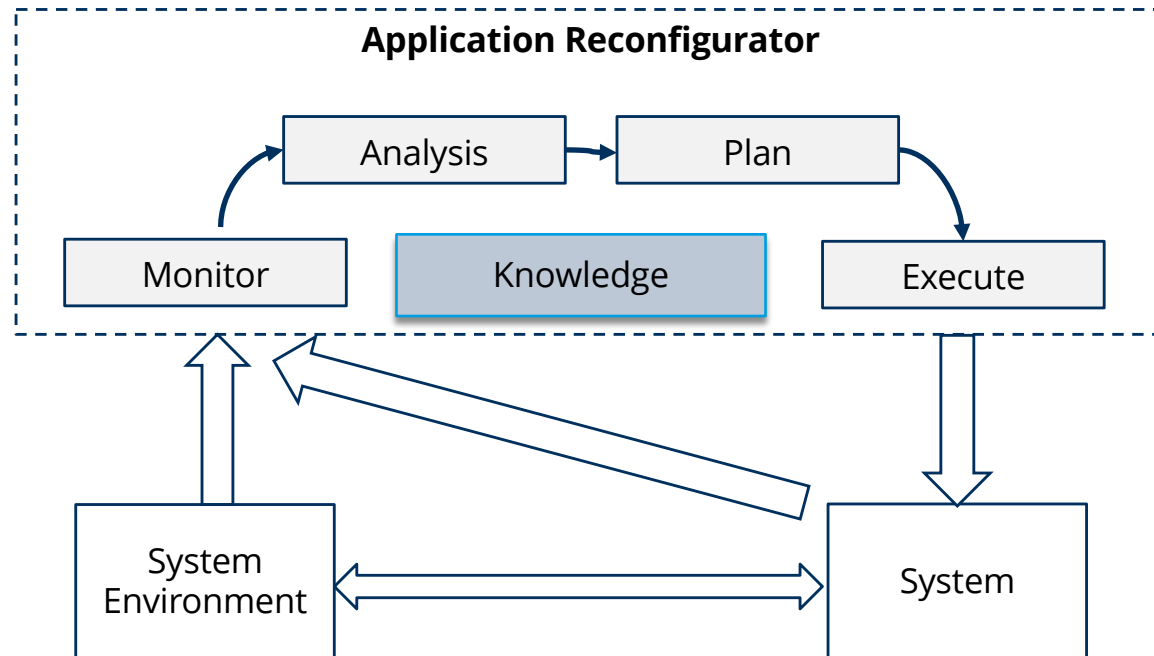 Application Reconfigurator
Analysis
Plan
Monitor
Knowledge
Execute
System
Environment
System